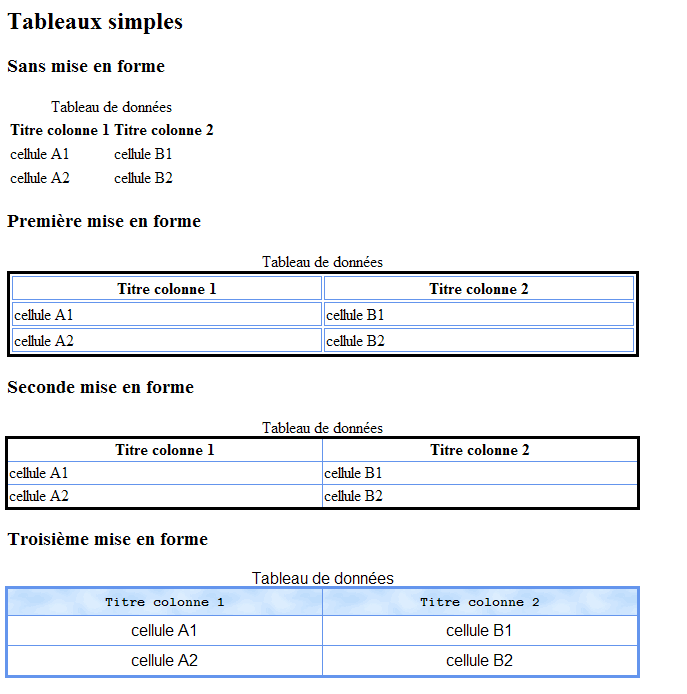 Tableaux simples
Sans mise en forme
Tableau de données
Titre colonne 1 Titre colonne 2
cellule A1 cellule B1
cellule A2 cellule B2
Première mise en forme
Tableau de données
Titre colonne 1 Titre colonne 2
cellule A1 cellule B1
cellule A2 cellule B2
Seconde mise en forme
Tableau de données
Titre colonne 1 Titre colonne 2
cellule A1 cellule B1
cellule A2 cellule B2
Troisième mise en forme
Tableau de données
Titre colonne 1 Titre colonne 2
cellule A1 cellule B1
cellule A2 cellule B2